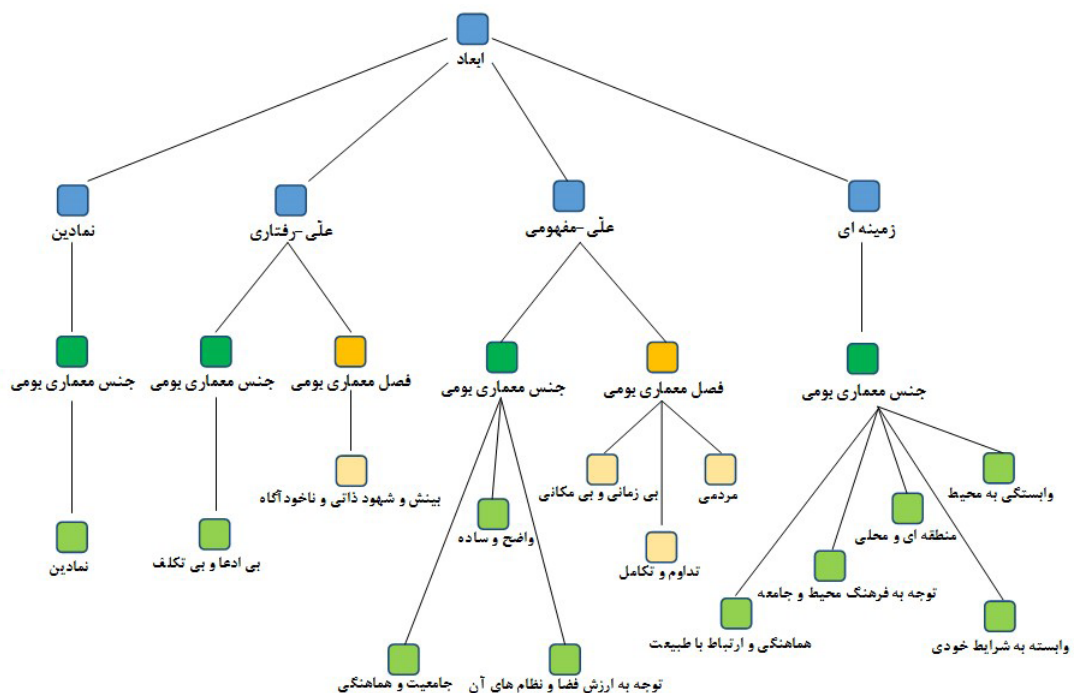 ابعاد
زمینه ای
علّی-مفهومی
علّی-رفتاری
نمادین
جنس معماری بومی
فصل معماری بومی
جنس معماری بومی
فصل معماری بومی
جنس معماری بومی
جنس معماری بومی
وابستگی به محیط
مردمی
بی زمانی و بی مکانی
بینش و شهود ذاتی و ناخودآگاه
منطقه ای و محلی
واضح و ساده
بی ادعا و بی تکلف
نمادین
تداوم و تکامل
توجه به فرهنگ محیط و جامعه
وابسته به شرایط خودی
هماهنگی و ارتباط با طبیعت
توجه به ارزش فضا و نظام های آن
جامعیت و هماهنگی